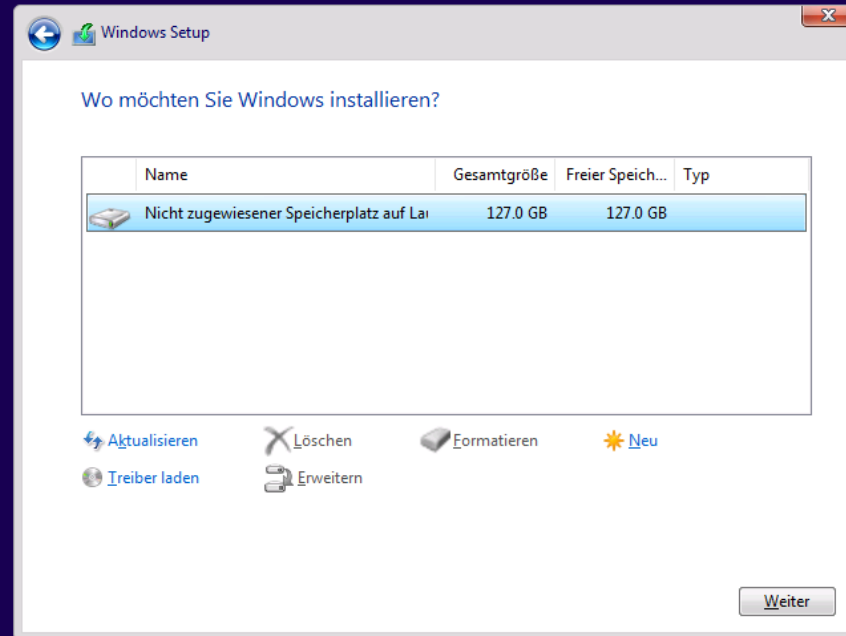 Windows Setup
Wo möchten Sie Windows installieren?
Name Gesamtgröße Freier Speich... Typ
Nicht zugewiesener Speicherplatz auf 127.0 GB 127.0 GB
Aktualisieren Löschen Formatieren Neu
Treiber laden Erweitern
Weiter